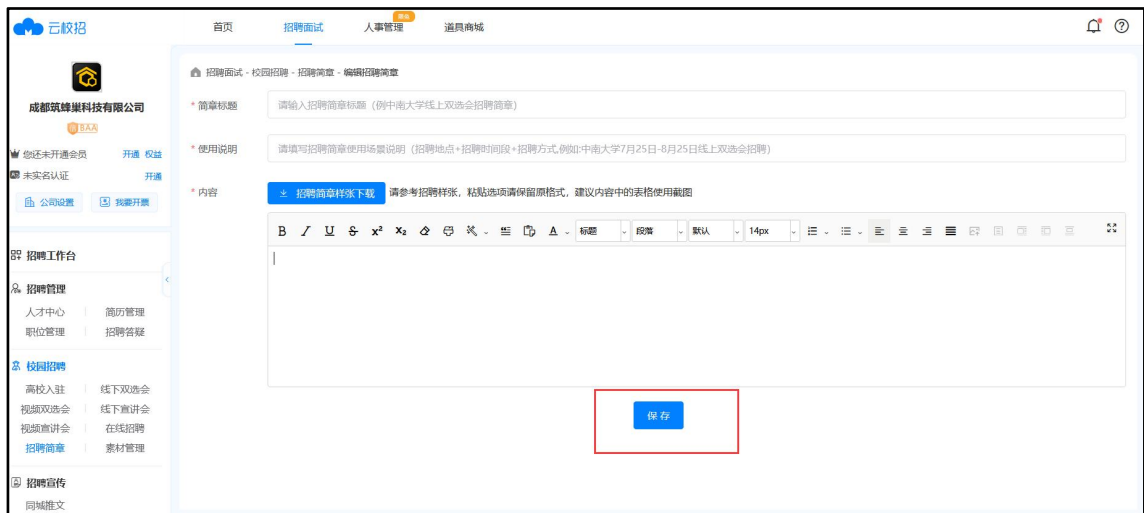 云校招
首页 招聘面试 人事管理 道具商城
成都筑蜂巢科技有限公司
BAA
您还未开通会员 开通 权益
未实名认证 开通
公司设置 我要开票
招聘工作台
招聘管理
人才中心 简历管理
职位管理 招聘答疑
校园招聘
高校入驻 线下双选会
视频双选会 线下宣讲会
视频宣讲会 在线招聘
招聘简章 素材管理
招聘宣传
同城推文
招聘面试 - 校园招聘 - 招聘简章 - 编辑招聘简章
* 简章标题 请输入招聘简章标题（例中南大学线上双选会招聘简章）
* 使用说明 请填写招聘简章使用场景说明（招聘地点+招聘时间段+招聘方式,例如:中南大学7月25日-8月25日线上双选会招聘）
* 内容 招聘简章样张下载 请参考招聘样张，粘贴选项请保留原格式，建议内容中的表格使用截图
B I U S x² X₂ A 标题 段落 默认 14px
保存